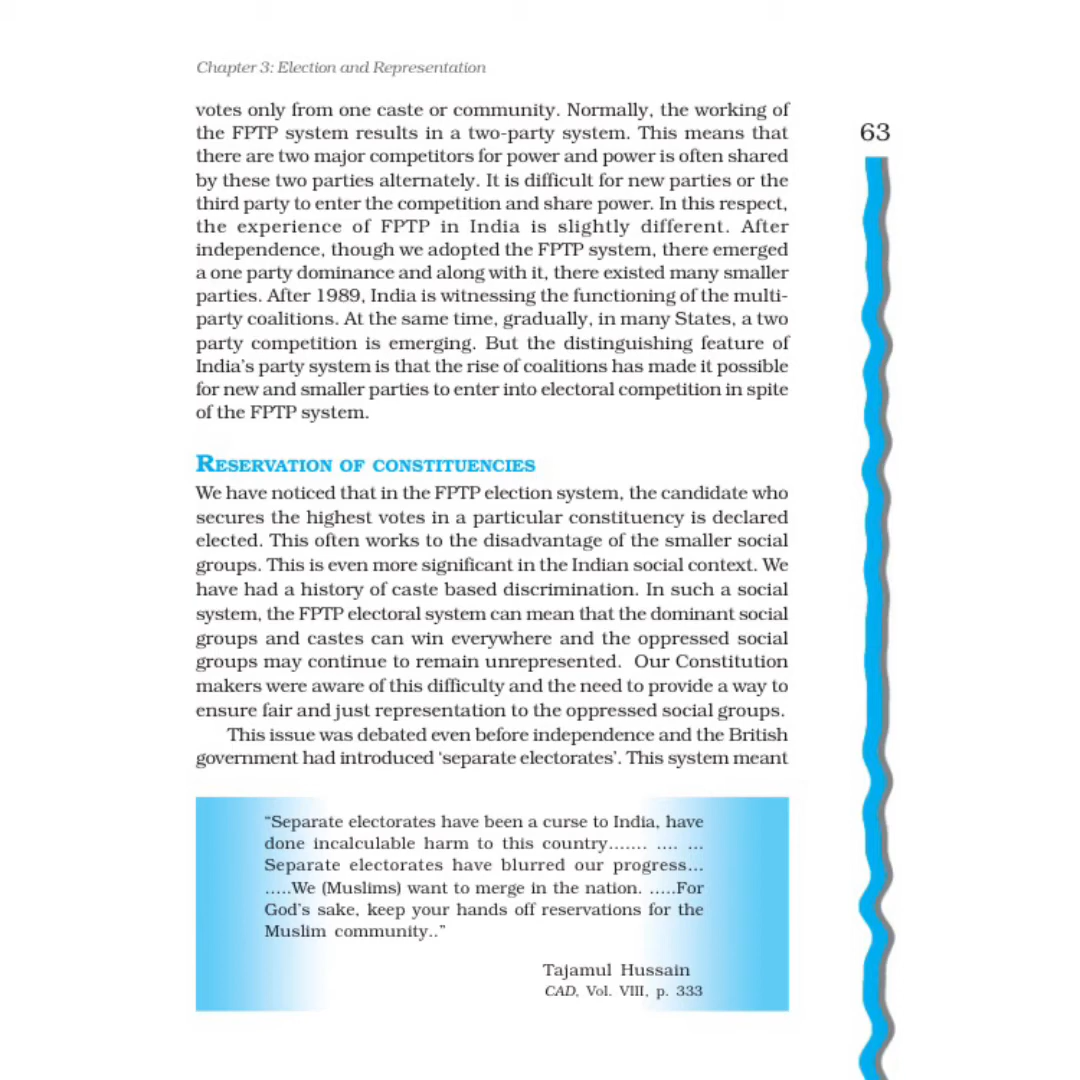 Chapter 3: Election and Representation
63
votes only from one caste or community. Normally, the working of
the FPTP system results in a two-party system. This means that
there are two major competitors for power and power is often shared
by these two parties alternately. It is difficult for new parties or the
third party to enter the competition and share power. In this respect,
the experience of FPTP in India is slightly different. After
independence, though we adopted the FPTP system, there emerged
a one party dominance and along with it, there existed many smaller
parties. After 1989, India is witnessing the functioning of the multi-
party coalitions. At the same time, gradually, in many States, a two
party competition is emerging. But the distinguishing feature of
India's party system is that the rise of coalitions has made it possible
for new and smaller parties to enter into electoral competition in spite
of the FPTP system.
RESERVATION OF CONSTITUENCIES
We have noticed that in the FPTP election system, the candidate who
secures the highest votes in a particular constituency is declared
elected. This often works to the disadvantage of the smaller social
groups. This is even more significant in the Indian social context. We
have had a history of caste based discrimination. In such a social
system, the FPTP electoral system can mean that the dominant social
groups and castes can win everywhere and the oppressed social
groups may continue to remain unrepresented. Our Constitution
makers were aware of this difficulty and the need to provide a way to
ensure fair and just representation to the oppressed social groups.
This issue was debated even before independence and the British
government had introduced ‘separate electorates’. This system meant
“Separate electorates have been a curse to India, have
done incalculable harm to this country....... .... ...
Separate electorates have blurred our progress...
.....We (Muslims) want to merge in the nation. .....For
God's sake, keep your hands off reservations for the
Muslim community..”
Tajamul Hussain
CAD, Vol. VIII, p. 333